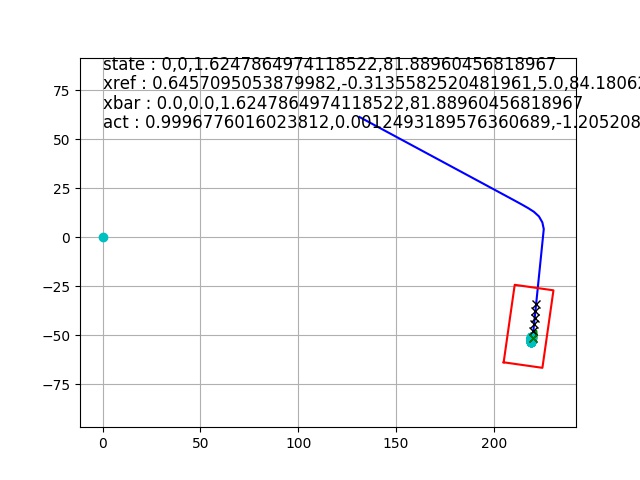 state : 0,0,1.6247864974118522,81.88960456818967
xref : 0.6457095053879982,-0.3135582520481961,5.0,84.1806
xbar : 0.0,0.0,1.6247864974118522,81.88960456818967
act : 0.9996776016023812,0.0012493189576360689,-1.205208
75
50
25
0
−25
−50
−75
0 50 100 150 200